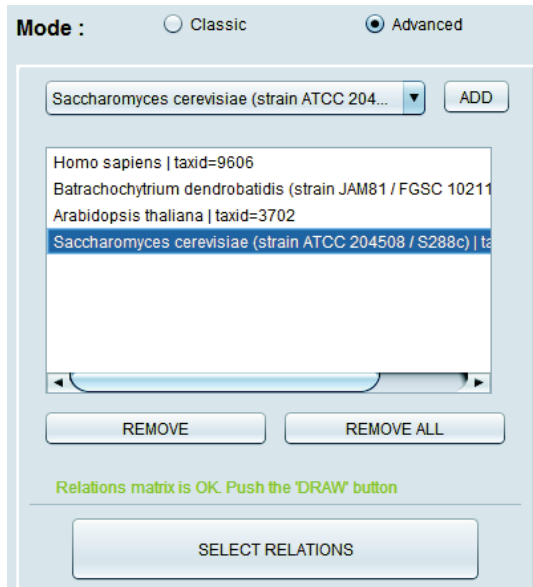 Mode : Classic Advanced
Saccharomyces cerevisiae (strain ATCC 204... ADD
Homo sapiens | taxid=9606
Batrachochytrium dendrobatidis (strain JAM81 / FGSC 10211
Arabidopsis thaliana | taxid=3702
Saccharomyces cerevisiae (strain ATCC 204508 / S288c) | ta
REMOVE REMOVE ALL
Relations matrix is OK. Push the 'DRAW' button
SELECT RELATIONS